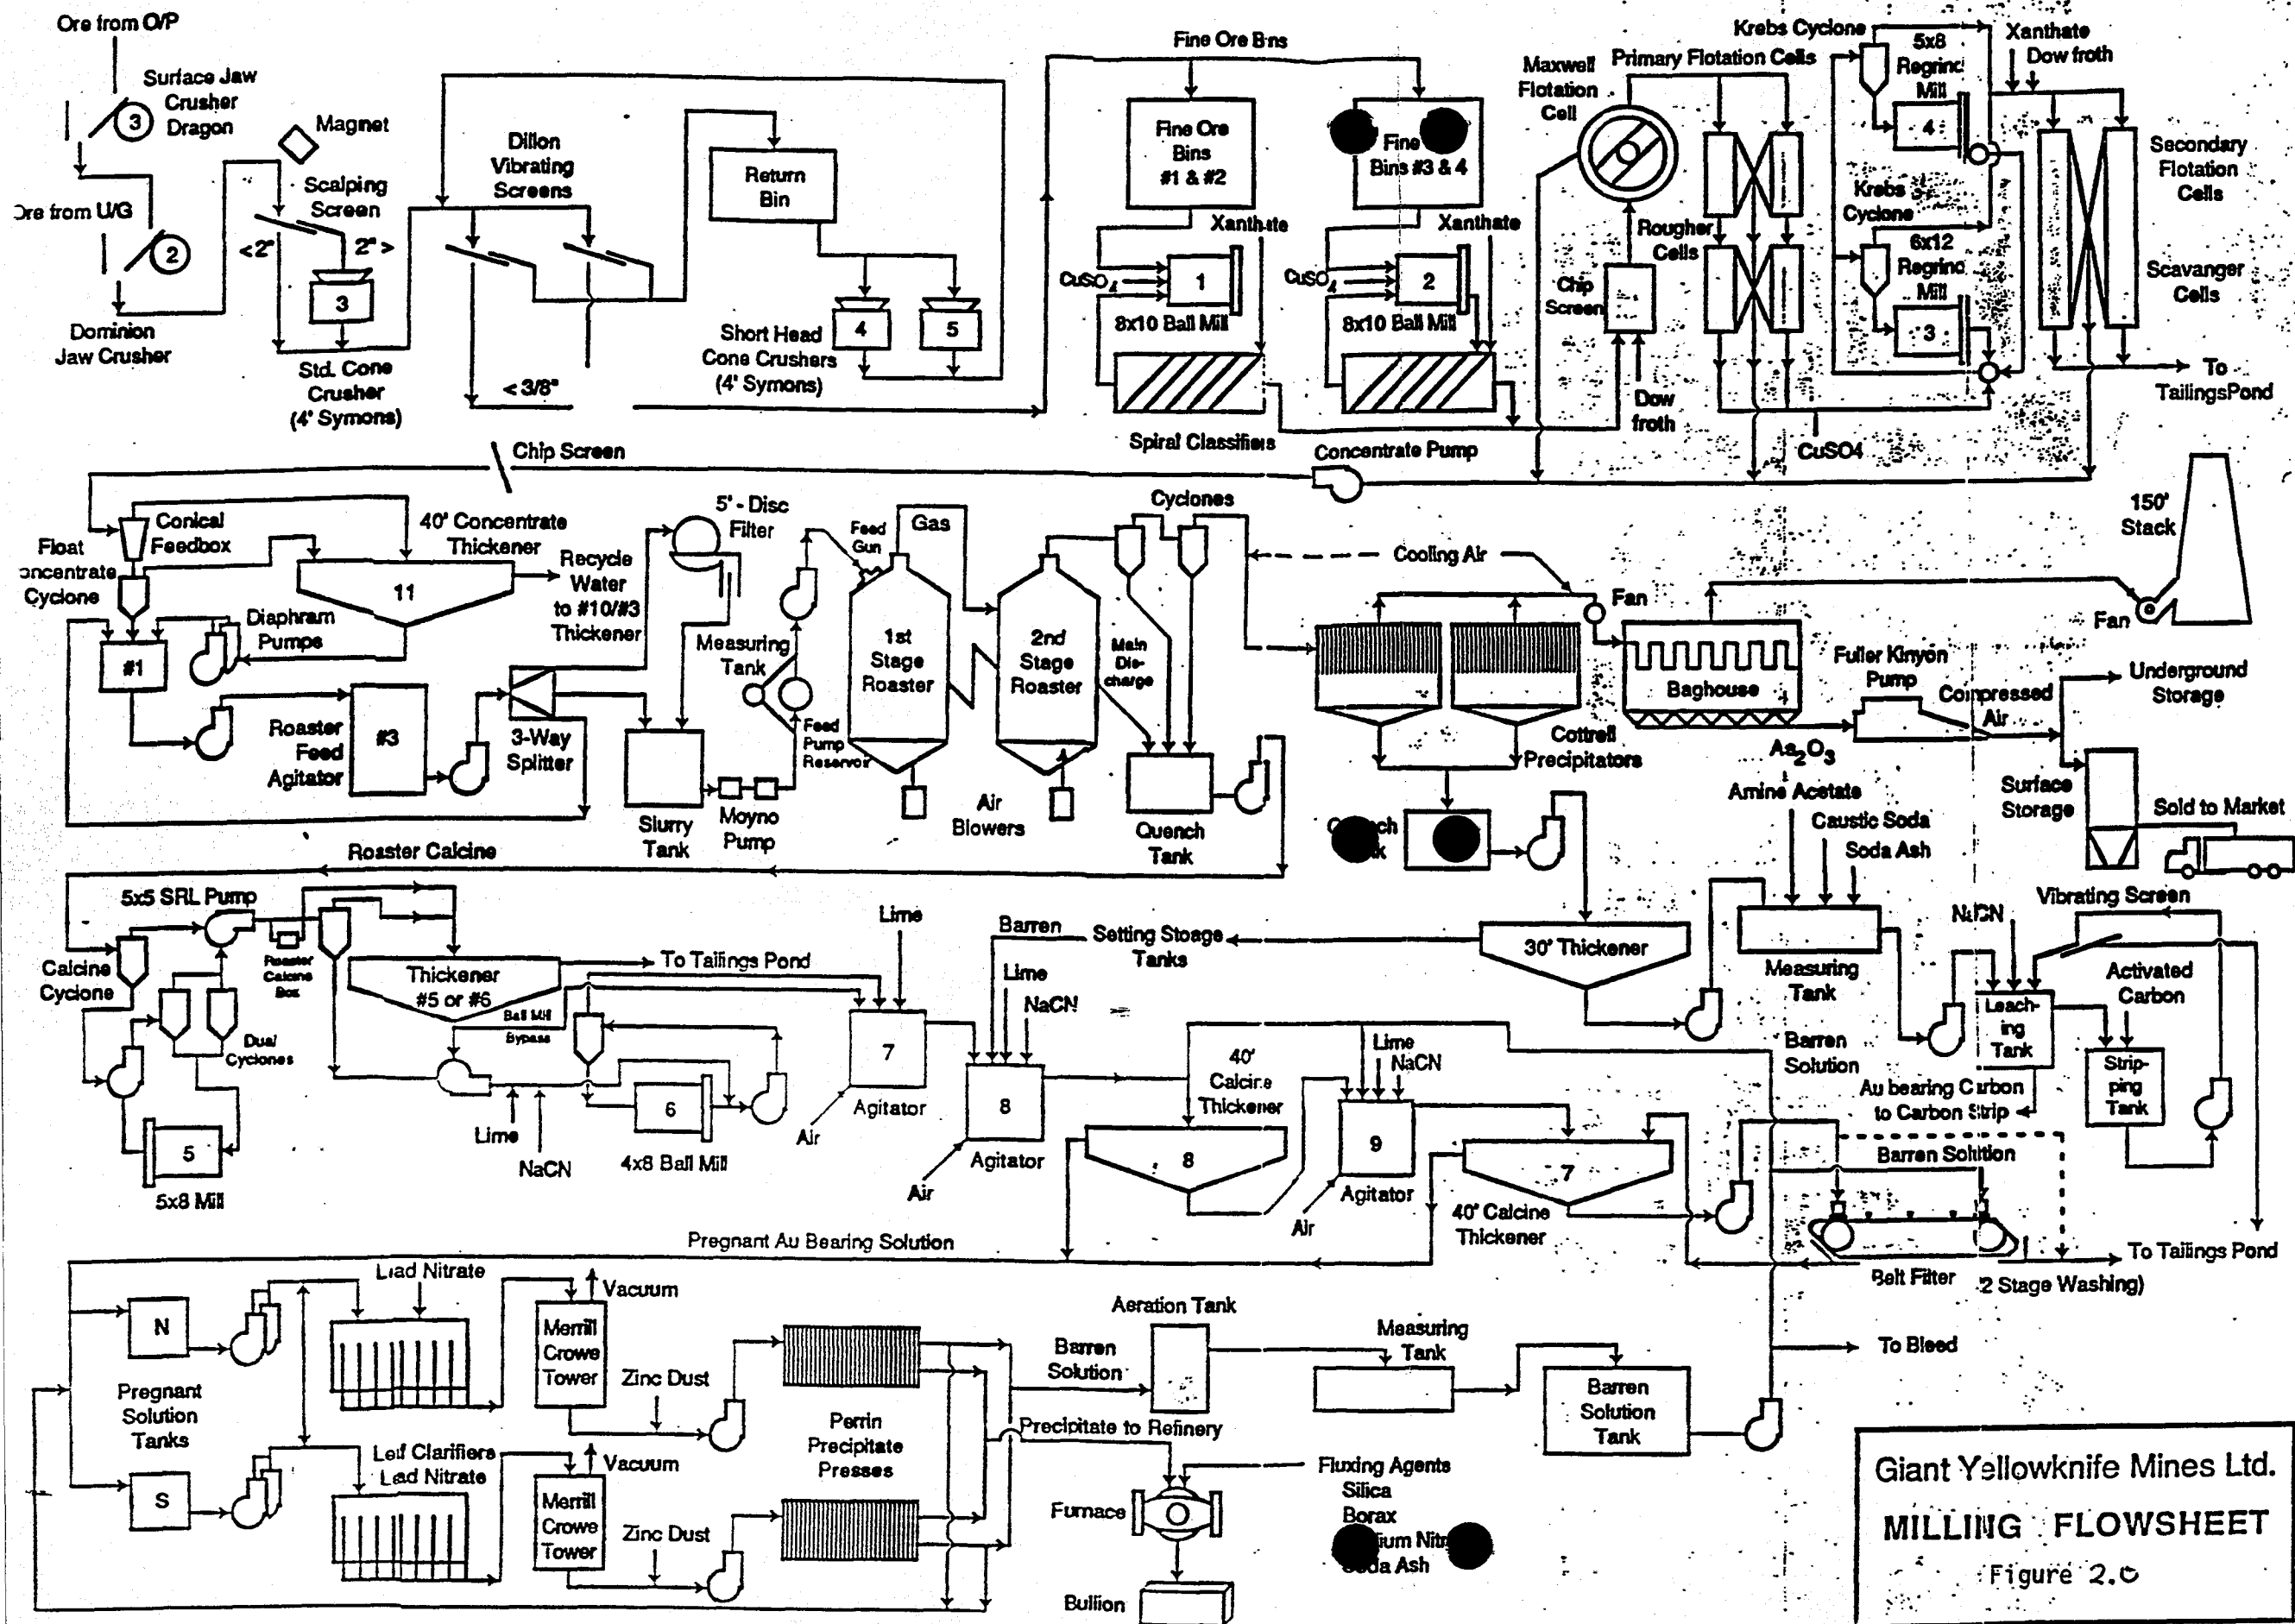 Ore from O/P
Surface Jaw
Crusher
Dragon
3
Magnet
Ore from U/G
2
Scalping
Screen
<2"
2" >
3
Dominion
Jaw Crusher
Std. Cone
Crusher
(4' Symons)
Dillon
Vibrating
Screens
< 3/8"
Return
Bin
4
5
Short Head
Cone Crushers
(4' Symons)
Fine Ore Bins
Fine Ore
Bins
#1 & #2
Fine
Bins #3 & 4
Xanthate
Xanthate
CuSO4
1
CuSO4
2
8x10 Ball Mill
8x10 Ball Mill
Spiral Classifiers
Maxwell
Flotation
Cell
Primary Flotation Cells
Rougher
Cells
Chip
Screen
Dow
froth
Krebs Cyclone
5x8
Regrind
Mill
4
Krebs
Cyclone
6x12
Regrind
Mill
3
Xanthate
Dow froth
Secondary
Flotation
Cells
Scavanger
Cells
To
TailingsPond
CuSO4
Chip Screen
Concentrate Pump
Conical
Feedbox
Float
Concentrate
Cyclone
40' Concentrate
Thickener
11
Recycle
Water
to #10/#3
Thickener
Diaphram
Pumps
#1
Roaster
Feed
Agitator
#3
3-Way
Splitter
5' - Disc
Filter
Measuring
Tank
Slurry
Tank
Moyno
Pump
Feed
Pump
Reservoir
Feed
Gun
Gas
1st
Stage
Roaster
2nd
Stage
Roaster
Air
Blowers
Cyclones
Main
Dis-
charge
Quench
Tank
Cooling Air
Fan
Cottrell
Precipitators
Baghouse
As2O3
Fuller Kinyon
Pump
Compressed
Air
150'
Stack
Fan
Underground
Storage
Surface
Storage
Sold to Market
Roaster Calcine
5x5 SRL Pump
Calcine
Cyclone
Roaster
Calcine
Box
Dual
Cyclones
5
5x8 Mill
Thickener
#5 or #6
To Tailings Pond
Ball Mill
Bypass
Lime
NaCN
6
4x8 Ball Mill
Lime
7
Agitator
Air
Barren
Lime
NaCN
8
Agitator
Air
Setting Stoage
Tanks
30' Thickener
Amine Acetate
Caustic Soda
Soda Ash
Measuring
Tank
NaCN
Vibrating Screen
Leach-
ing
Tank
Activated
Carbon
Strip-
ping
Tank
Au bearing Carbon
to Carbon Strip
40'
Calcine
Thickener
8
Lime
NaCN
9
Agitator
Air
7
40' Calcine
Thickener
Barren
Solution
Barren Solution
Belt Filter
2 Stage Washing)
To Tailings Pond
Pregnant Au Bearing Solution
N
S
Pregnant
Solution
Tanks
Lead Nitrate
Leaf Clarifiers
Lead Nitrate
Vacuum
Merrill
Crowe
Tower
Zinc Dust
Vacuum
Merrill
Crowe
Tower
Zinc Dust
Perrin
Precipitate
Presses
Barren
Solution
Aeration Tank
Measuring
Tank
Barren
Solution
Tank
To Bleed
Precipitate to Refinery
Furnace
Fluxing Agents
Silica
Borax
Soda Ash
Bullion
Giant Yellowknife Mines Ltd.
MILLING FLOWSHEET
Figure 2.0